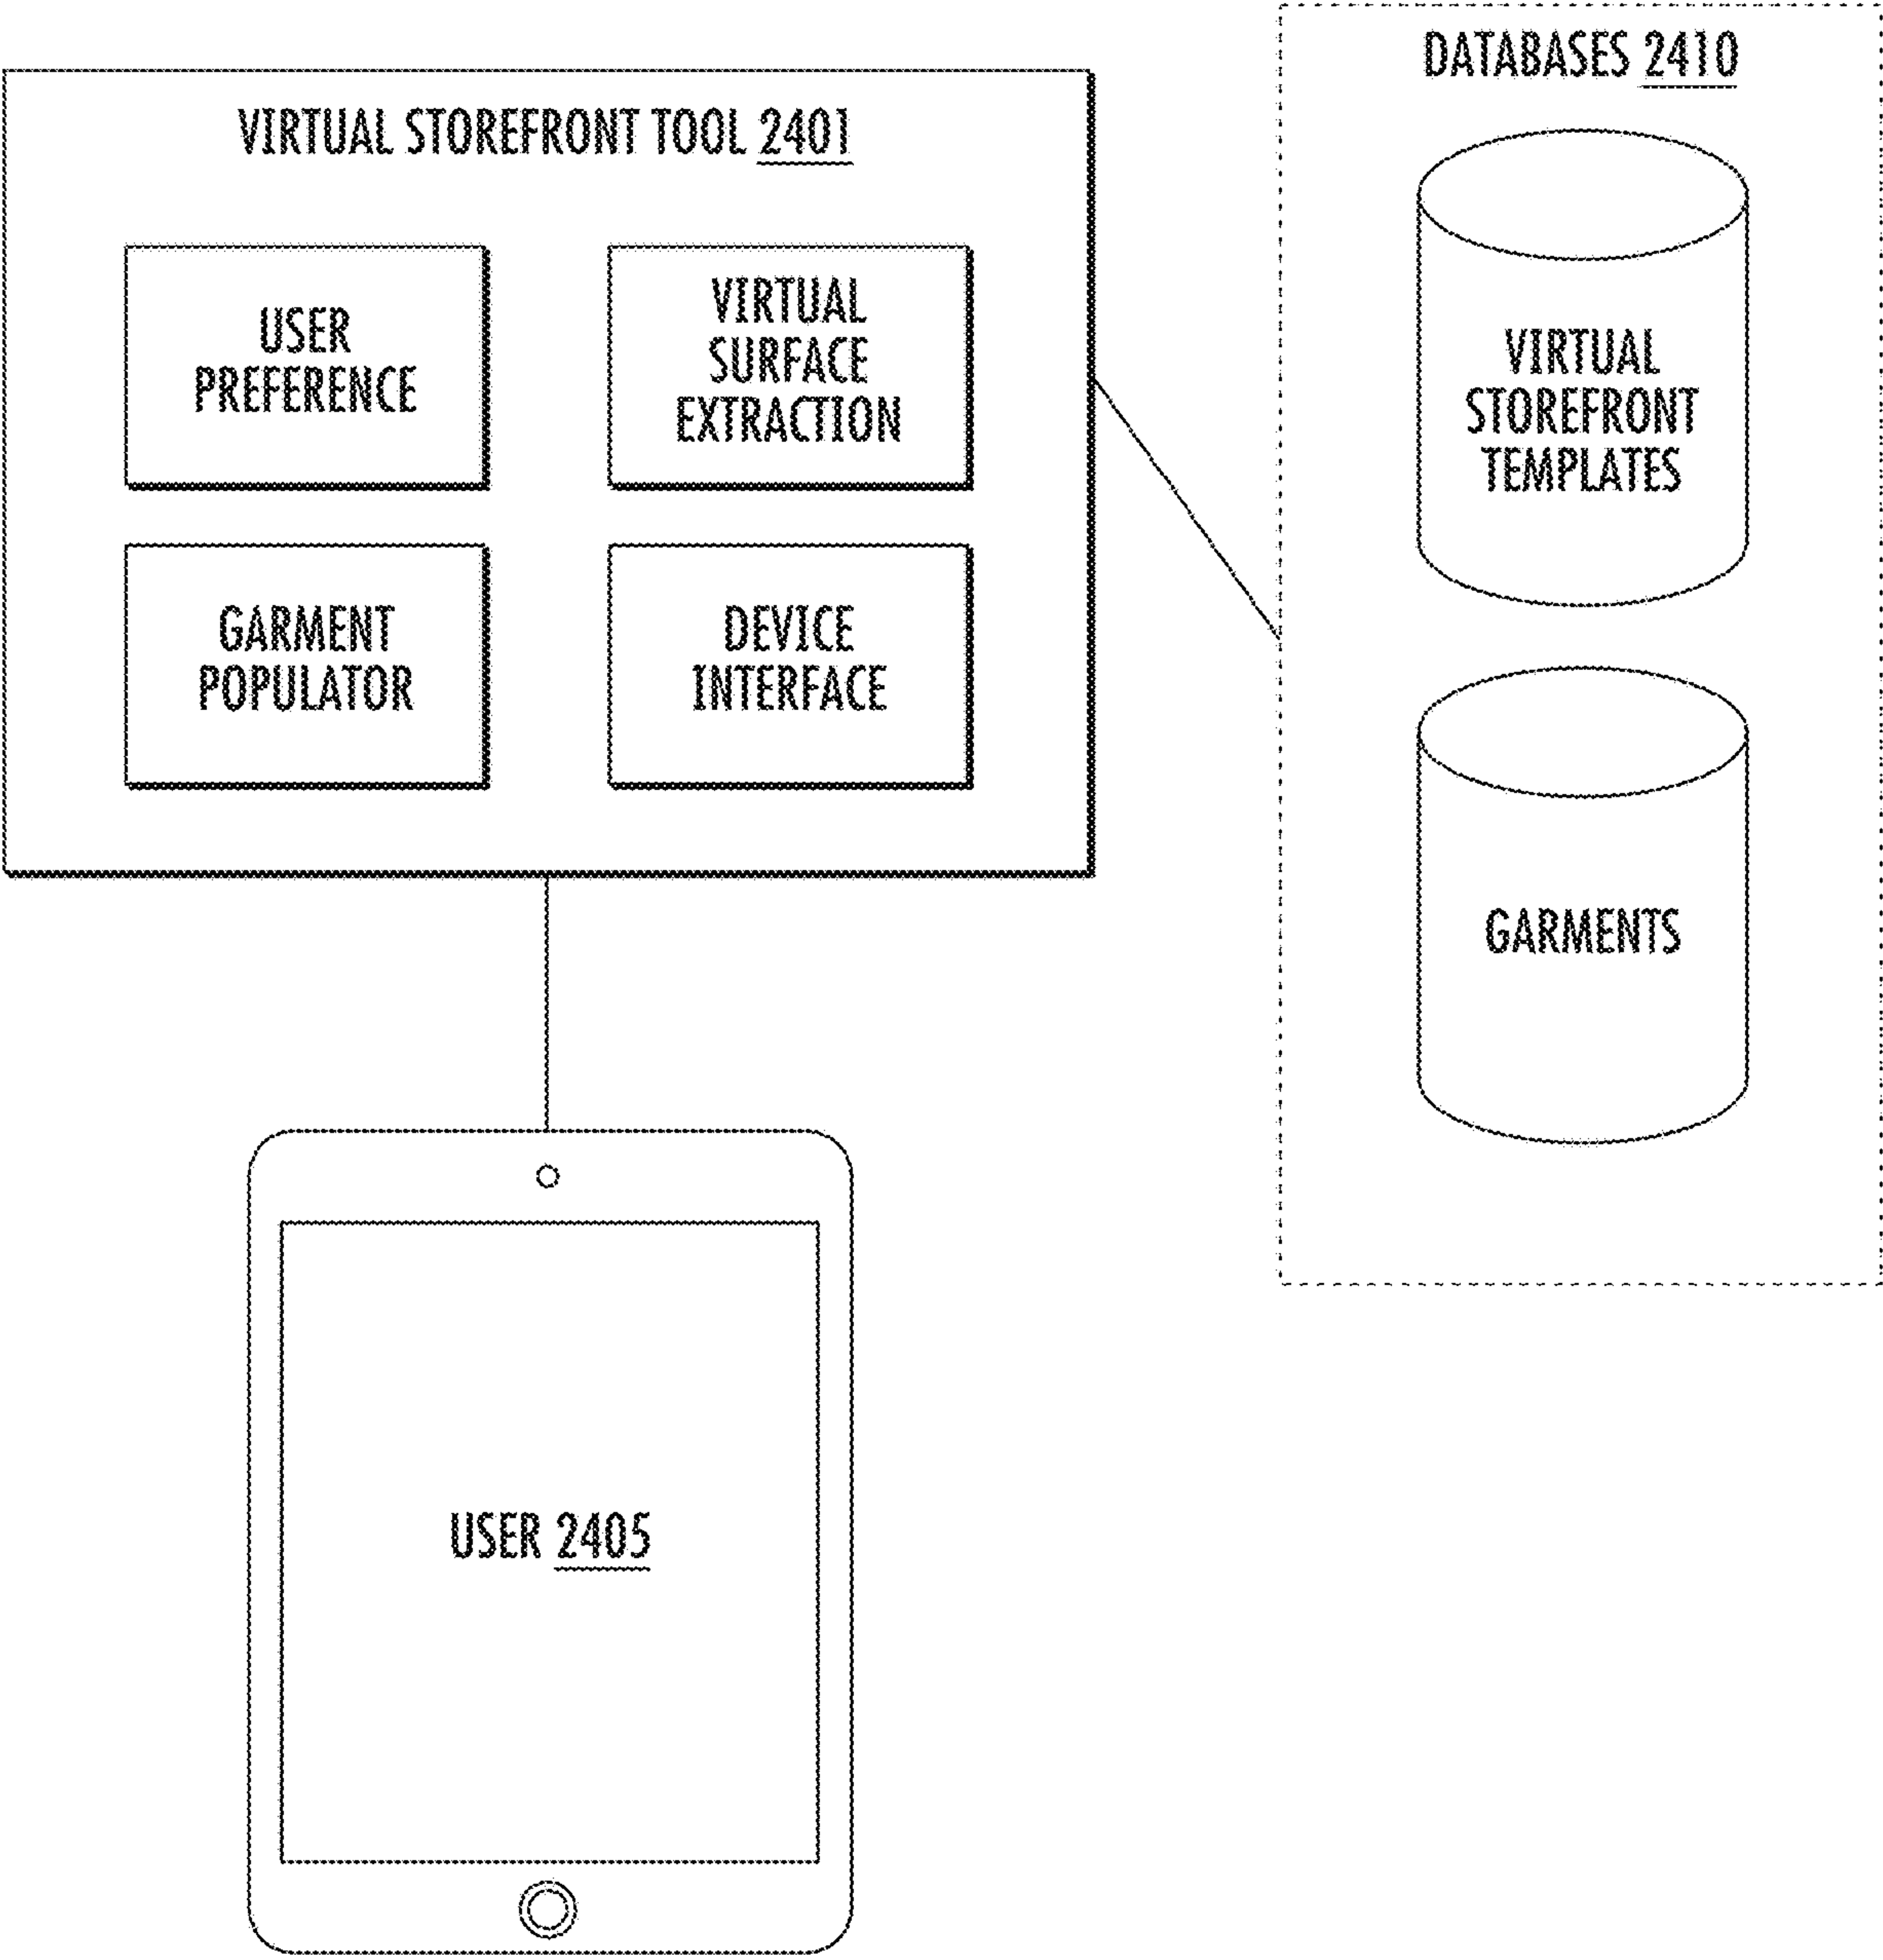 VIRTUAL STOREFRONT TOOL 2401
USER
PREFERENCE
VIRTUAL
SURFACE
EXTRACTION
GARMENT
POPULATOR
DEVICE
INTERFACE
DATABASES 2410
VIRTUAL
STOREFRONT
TEMPLATES
GARMENTS
USER 2405